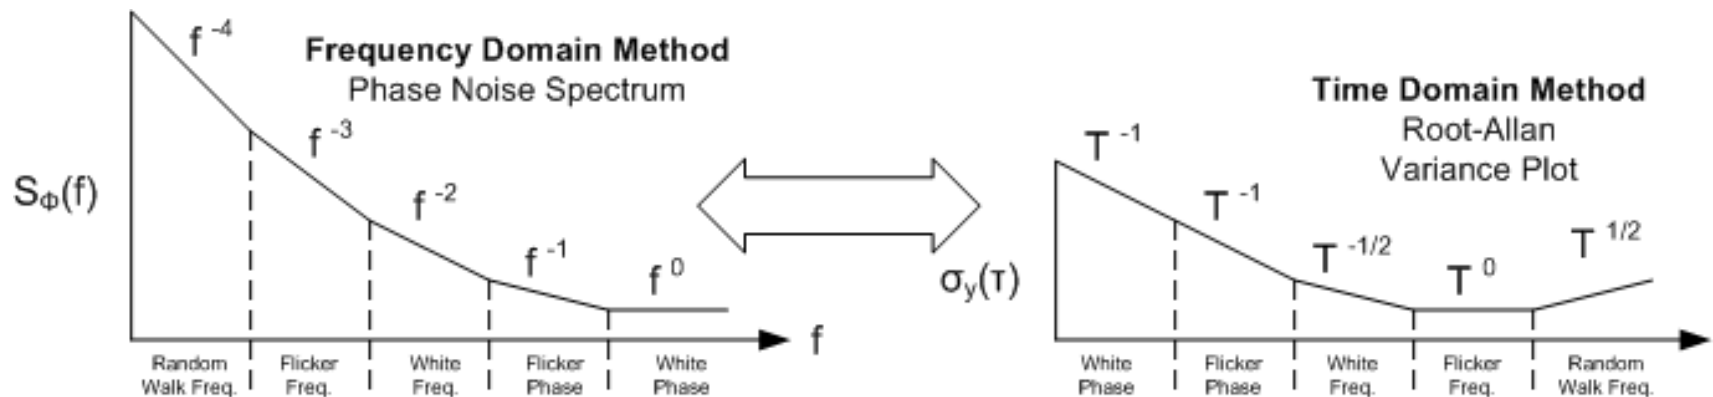 Frequency Domain Method
Phase Noise Spectrum
S_Φ(f)
f^-4
f^-3
f^-2
f^-1
f^0
f
Random
Walk Freq.
Flicker
Freq.
White
Freq.
Flicker
Phase
White
Phase
Time Domain Method
Root-Allan
Variance Plot
σ_y(τ)
T^-1
T^-1
T^-1/2
T^0
T^1/2
White
Phase
Flicker
Phase
White
Freq.
Flicker
Freq.
Random
Walk Freq.